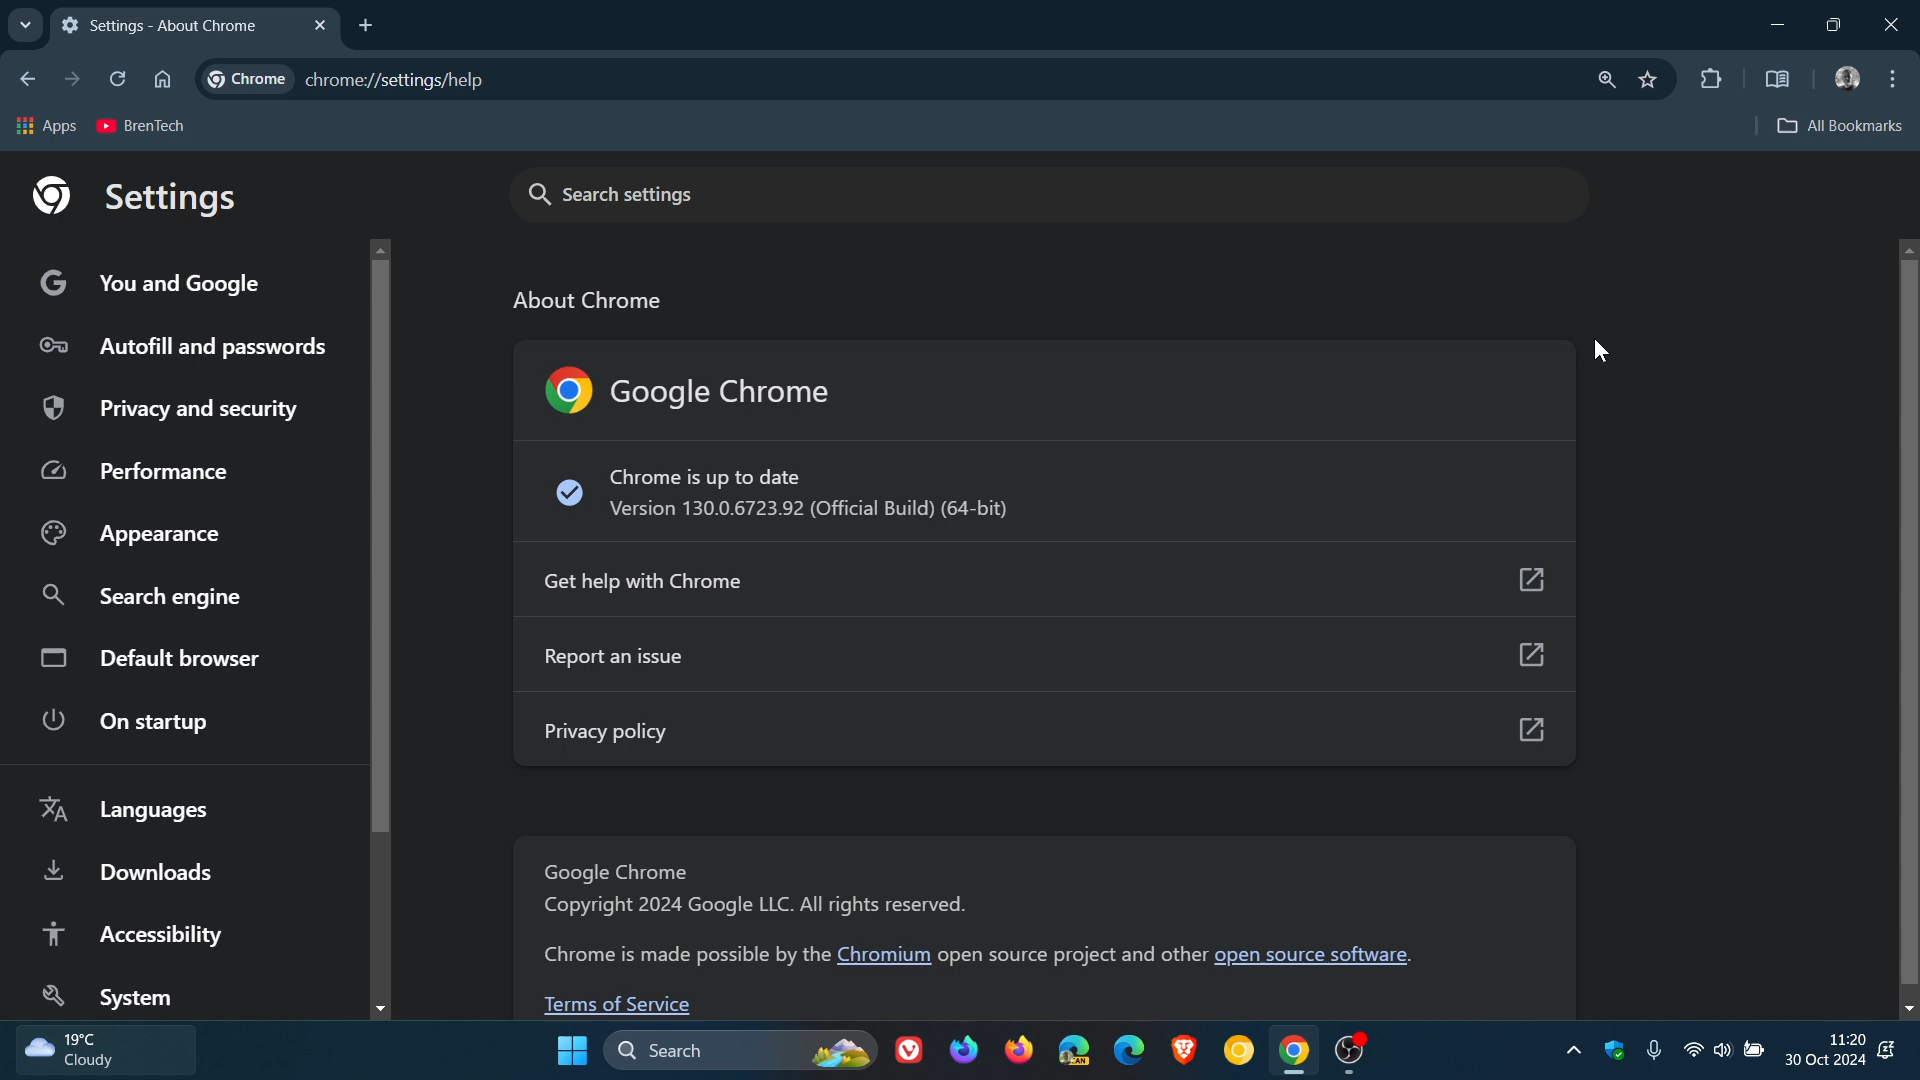 Settings - About Chrome
Chrome
chrome://settings/help
Apps
BrenTech
All Bookmarks
Settings
Search settings
You and Google
Autofill and passwords
Privacy and security
Performance
Appearance
Search engine
Default browser
On startup
Languages
Downloads
Accessibility
System
About Chrome
Google Chrome
Chrome is up to date
Version 130.0.6723.92 (Official Build) (64-bit)
Get help with Chrome
Report an issue
Privacy policy
Google Chrome
Copyright 2024 Google LLC. All rights reserved.
Chrome is made possible by the Chromium open source project and other open source software.
Terms of Service
19°C
Cloudy
Search
CAN
11:20
30 Oct 2024